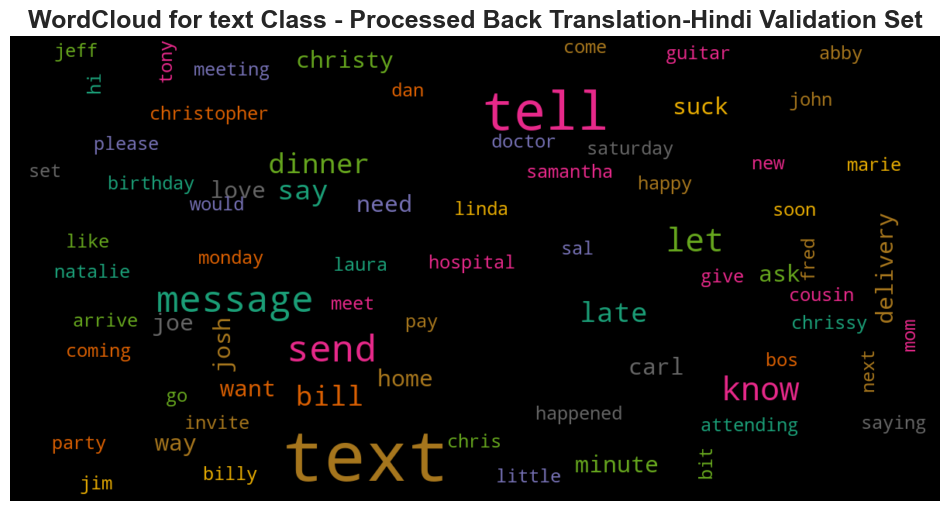 WordCloud for text Class - Processed Back Translation-Hindi Validation Set
jeff
tony
come
guitar
abby
hi
meeting
christy
dan
christopher
tell
suck
john
please
doctor
saturday
set
birthday
dinner
samantha
new
marie
love
say
happy
would
need
linda
soon
like
let
delivery
monday
sal
fred
natalie
laura
hospital
give
ask
message
meet
cousin
arrive
joe
josh
pay
late
chrissy
mom
coming
send
carl
bos
next
home
go
want
bill
know
invite
happened
attending
saying
party
way
text
chris
minute
bit
jim
billy
little